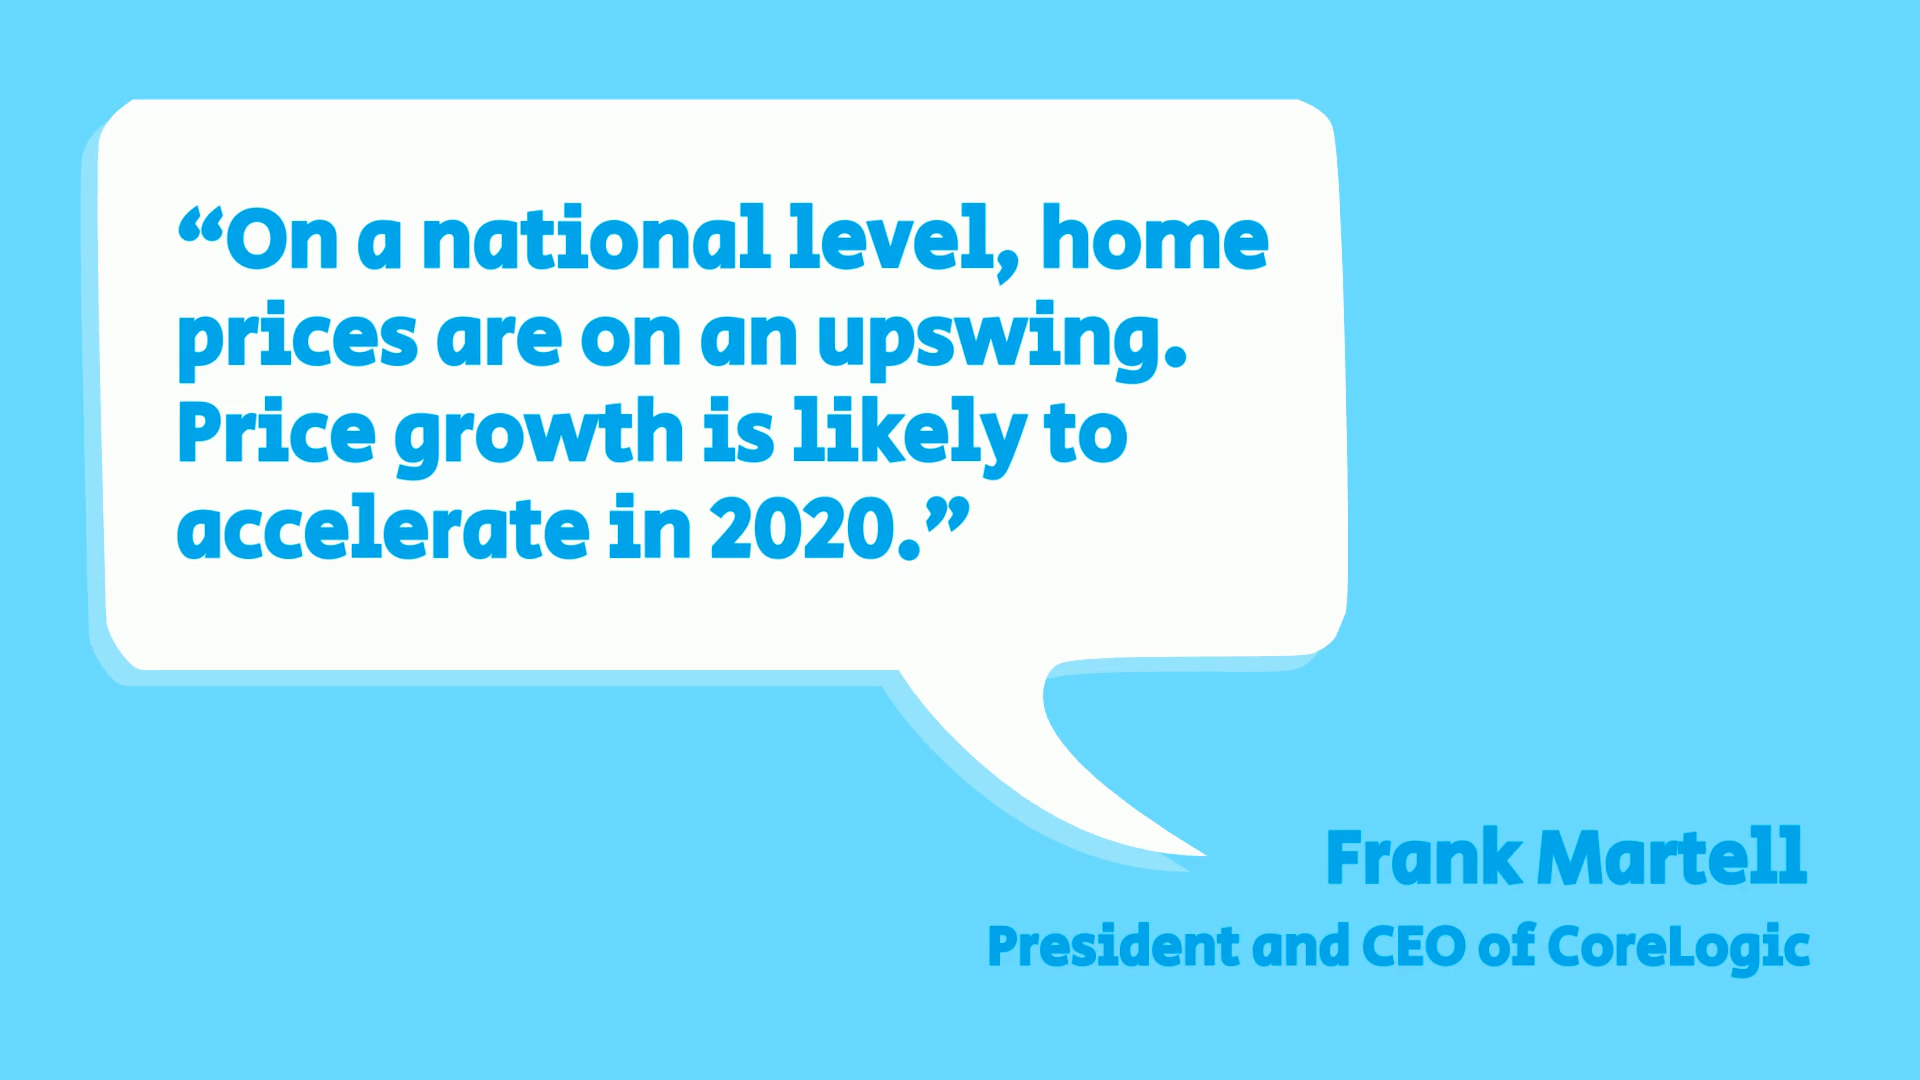 “On a national level, home
prices are on an upswing.
Price growth is likely to
accelerate in 2020.”
Frank Martell
President and CEO of CoreLogic